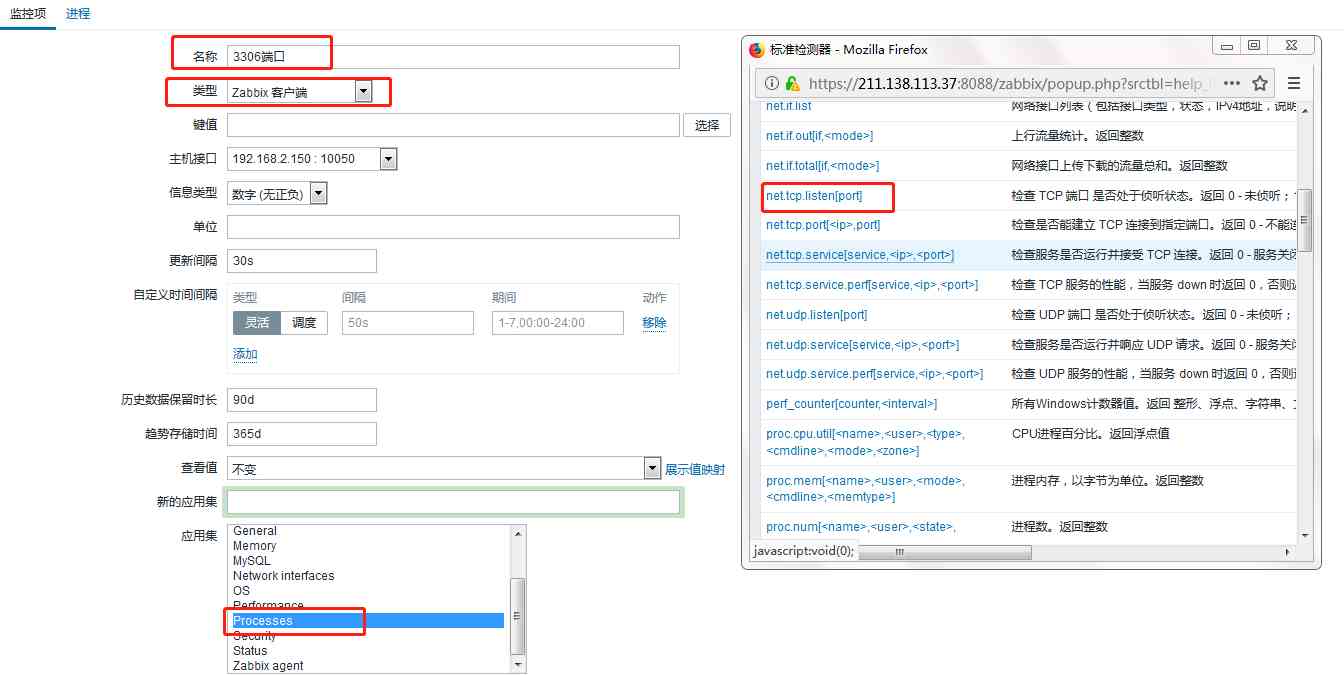 监控项 进程
名称 3306端口
类型 Zabbix 客户端
键值 选择
主机接口 192.168.2.150 : 10050
信息类型 数字 (无正负)
单位
更新间隔 30s
自定义时间间隔 类型 间隔 期间 动作
灵活 调度 50s 1-7,00:00-24:00 移除
添加
历史数据保留时长 90d
趋势存储时间 365d
查看值 不变 展示值映射
新的应用集
应用集
General
Memory
MySQL
Network interfaces
OS
Performance
Processes
Security
Status
Zabbix agent
标准检测器 - Mozilla Firefox
https://211.138.113.37:8088/zabbix/popup.php?srctbl=help_
net.if.list 网络接口列表（包括接口类型，状态，IPv4地址，说明
net.if.out[if,<mode>] 上行流量统计。返回整数
net.if.total[if,<mode>] 网络接口上传下载的流量总和。返回整数
net.tcp.listen[port] 检查 TCP 端口 是否处于侦听状态。返回 0 - 未侦听；
net.tcp.port[<ip>,port] 检查是否能建立 TCP 连接到指定端口。返回 0 - 不能连
net.tcp.service[service,<ip>,<port>] 检查服务是否运行并接受 TCP 连接。返回 0 - 服务关闭
net.tcp.service.perf[service,<ip>,<port>] 检查 TCP 服务的性能，当服务 down 时返回 0，否则返
net.udp.listen[port] 检查 UDP 端口 是否处于侦听状态。返回 0 - 未侦听；
net.udp.service[service,<ip>,<port>] 检查服务是否运行并响应 UDP 请求。返回 0 - 服务关闭
net.udp.service.perf[service,<ip>,<port>] 检查 UDP 服务的性能，当服务 down 时返回 0，否则返
perf_counter[counter,<interval>] 所有Windows计数器值。返回 整形、浮点、字符串、
proc.cpu.util[<name>,<user>,<type>, CPU进程百分比。返回浮点值
<cmdline>,<mode>,<zone>]
proc.mem[<name>,<user>,<mode>, 进程内存，以字节为单位。返回整数
<cmdline>,<memtype>]
proc.num[<name>,<user>,<state>, 进程数。返回整数
javascript:void(0);